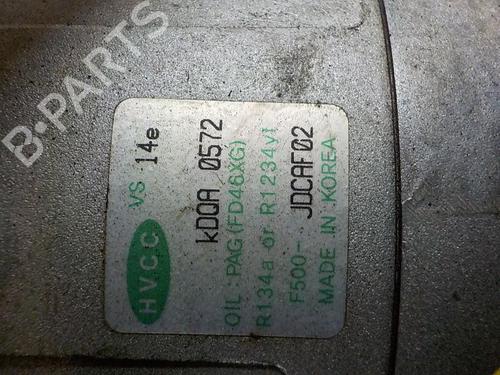 B-PARTS
HVCC
VS 14e
kDQA 0572
OIL:PAG(FD46XG)
R134a or R1234yf
F500- JDCAF02
MADE IN KOREA